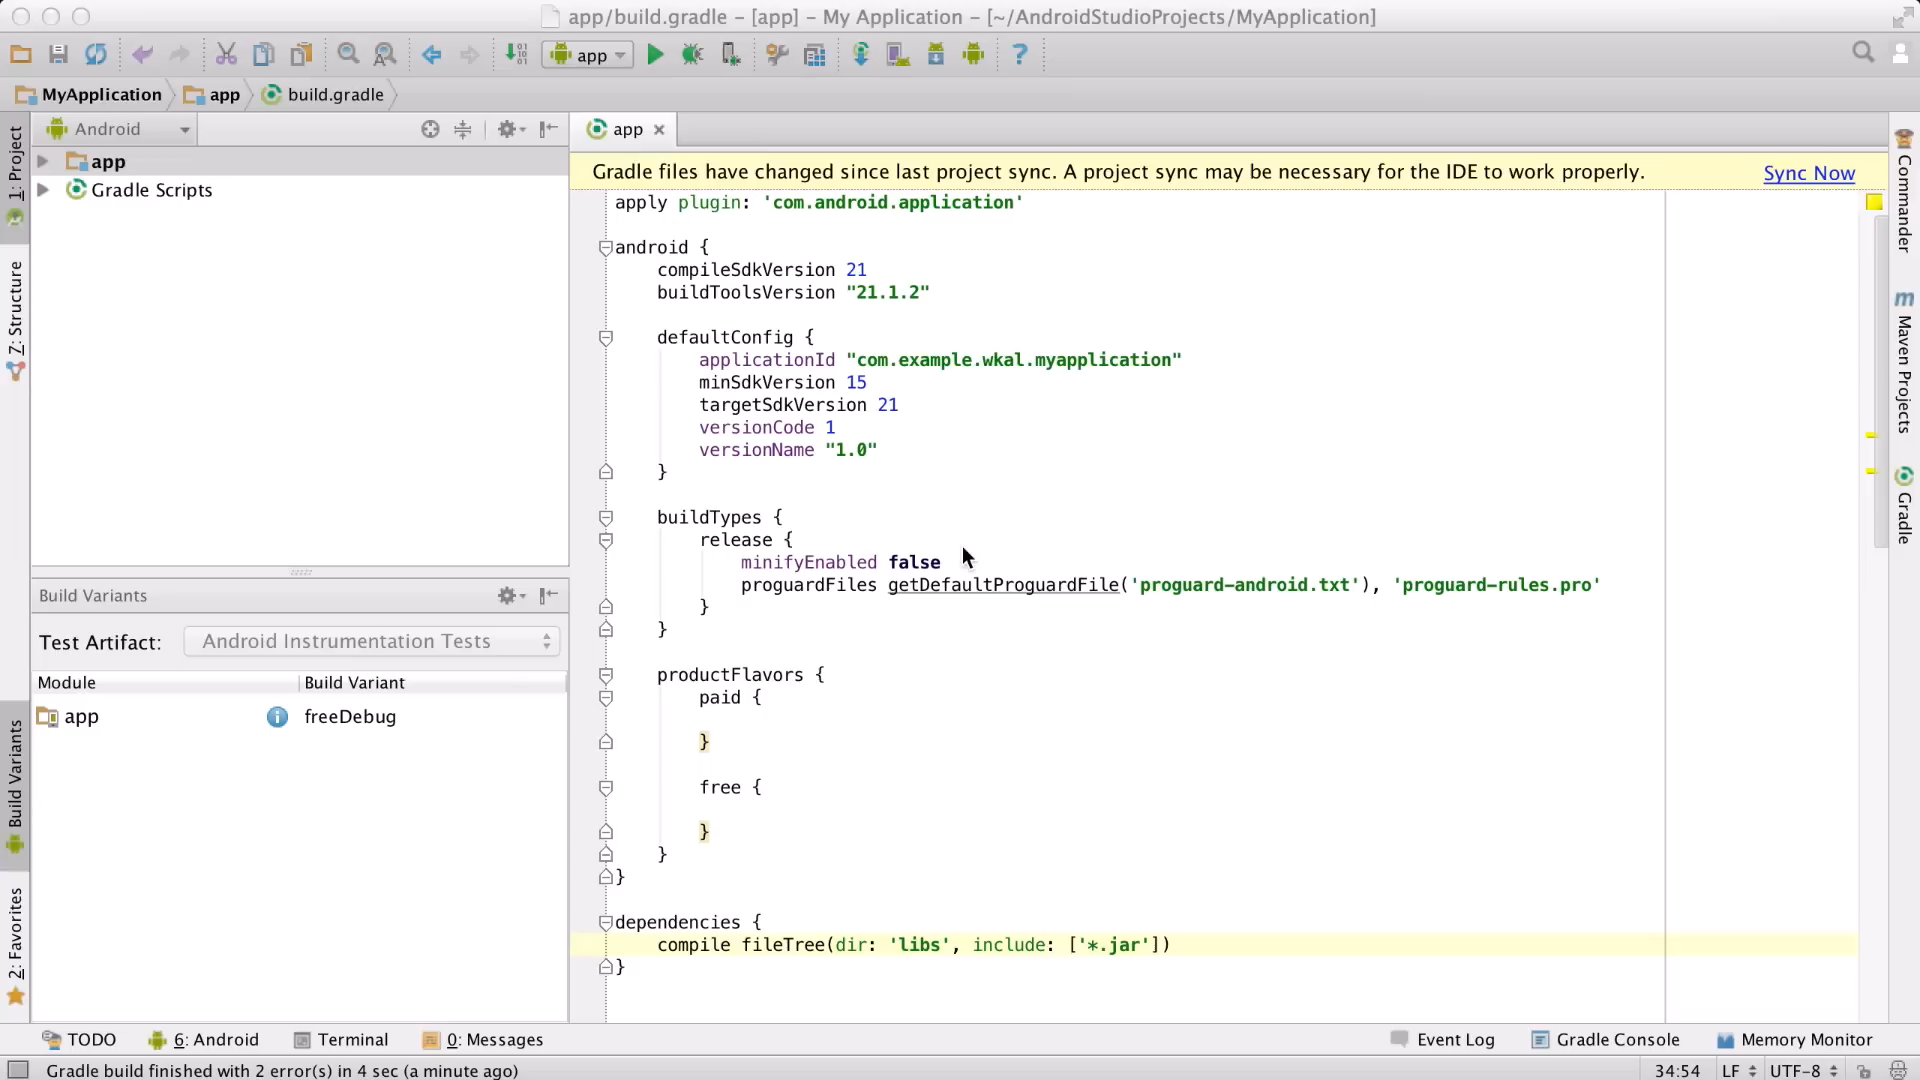 app/build.gradle – [app] – My Application – [~/AndroidStudioProjects/MyApplication]
app
MyApplication app build.gradle
1: Project
Z: Structure
Build Variants
2: Favorites
Android
app
Gradle Scripts
Build Variants
Test Artifact: Android Instrumentation Tests
Module Build Variant
app freeDebug
app
Gradle files have changed since last project sync. A project sync may be necessary for the IDE to work properly. Sync Now
apply plugin: 'com.android.application'
android {
compileSdkVersion 21
buildToolsVersion "21.1.2"
defaultConfig {
applicationId "com.example.wkal.myapplication"
minSdkVersion 15
targetSdkVersion 21
versionCode 1
versionName "1.0"
}
buildTypes {
release {
minifyEnabled false
proguardFiles getDefaultProguardFile('proguard-android.txt'), 'proguard-rules.pro'
}
}
productFlavors {
paid {
}
free {
}
}
}
dependencies {
compile fileTree(dir: 'libs', include: ['*.jar'])
}
Commander
Maven Projects
Gradle
TODO 6: Android Terminal 0: Messages Event Log Gradle Console Memory Monitor
Gradle build finished with 2 error(s) in 4 sec (a minute ago) 34:54 LF UTF-8